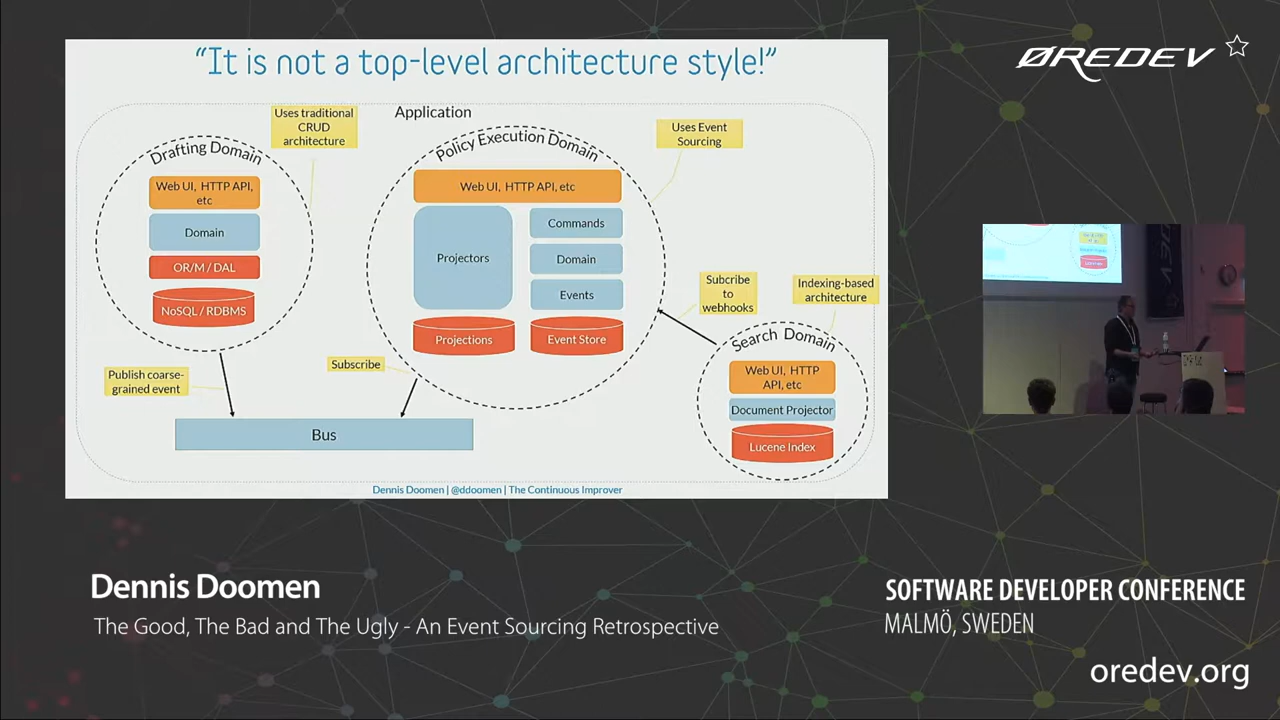 "It is not a top-level architecture style!"
ØREDEV
Application
Uses traditional
CRUD
architecture
Drafting Domain
Web UI, HTTP API,
etc
Domain
OR/M / DAL
NoSQL / RDBMS
Policy Execution Domain
Web UI, HTTP API, etc
Projectors
Commands
Domain
Events
Projections
Event Store
Uses Event
Sourcing
Subcribe
to
webhooks
Indexing-based
architecture
Search Domain
Web UI, HTTP
API, etc
Document Projector
Lucene Index
Publish coarse-
grained event
Subscribe
Bus
Dennis Doomen | @ddoomen | The Continuous Improver
Dennis Doomen
The Good, The Bad and The Ugly - An Event Sourcing Retrospective
SOFTWARE DEVELOPER CONFERENCE
MALMÖ, SWEDEN
oredev.org